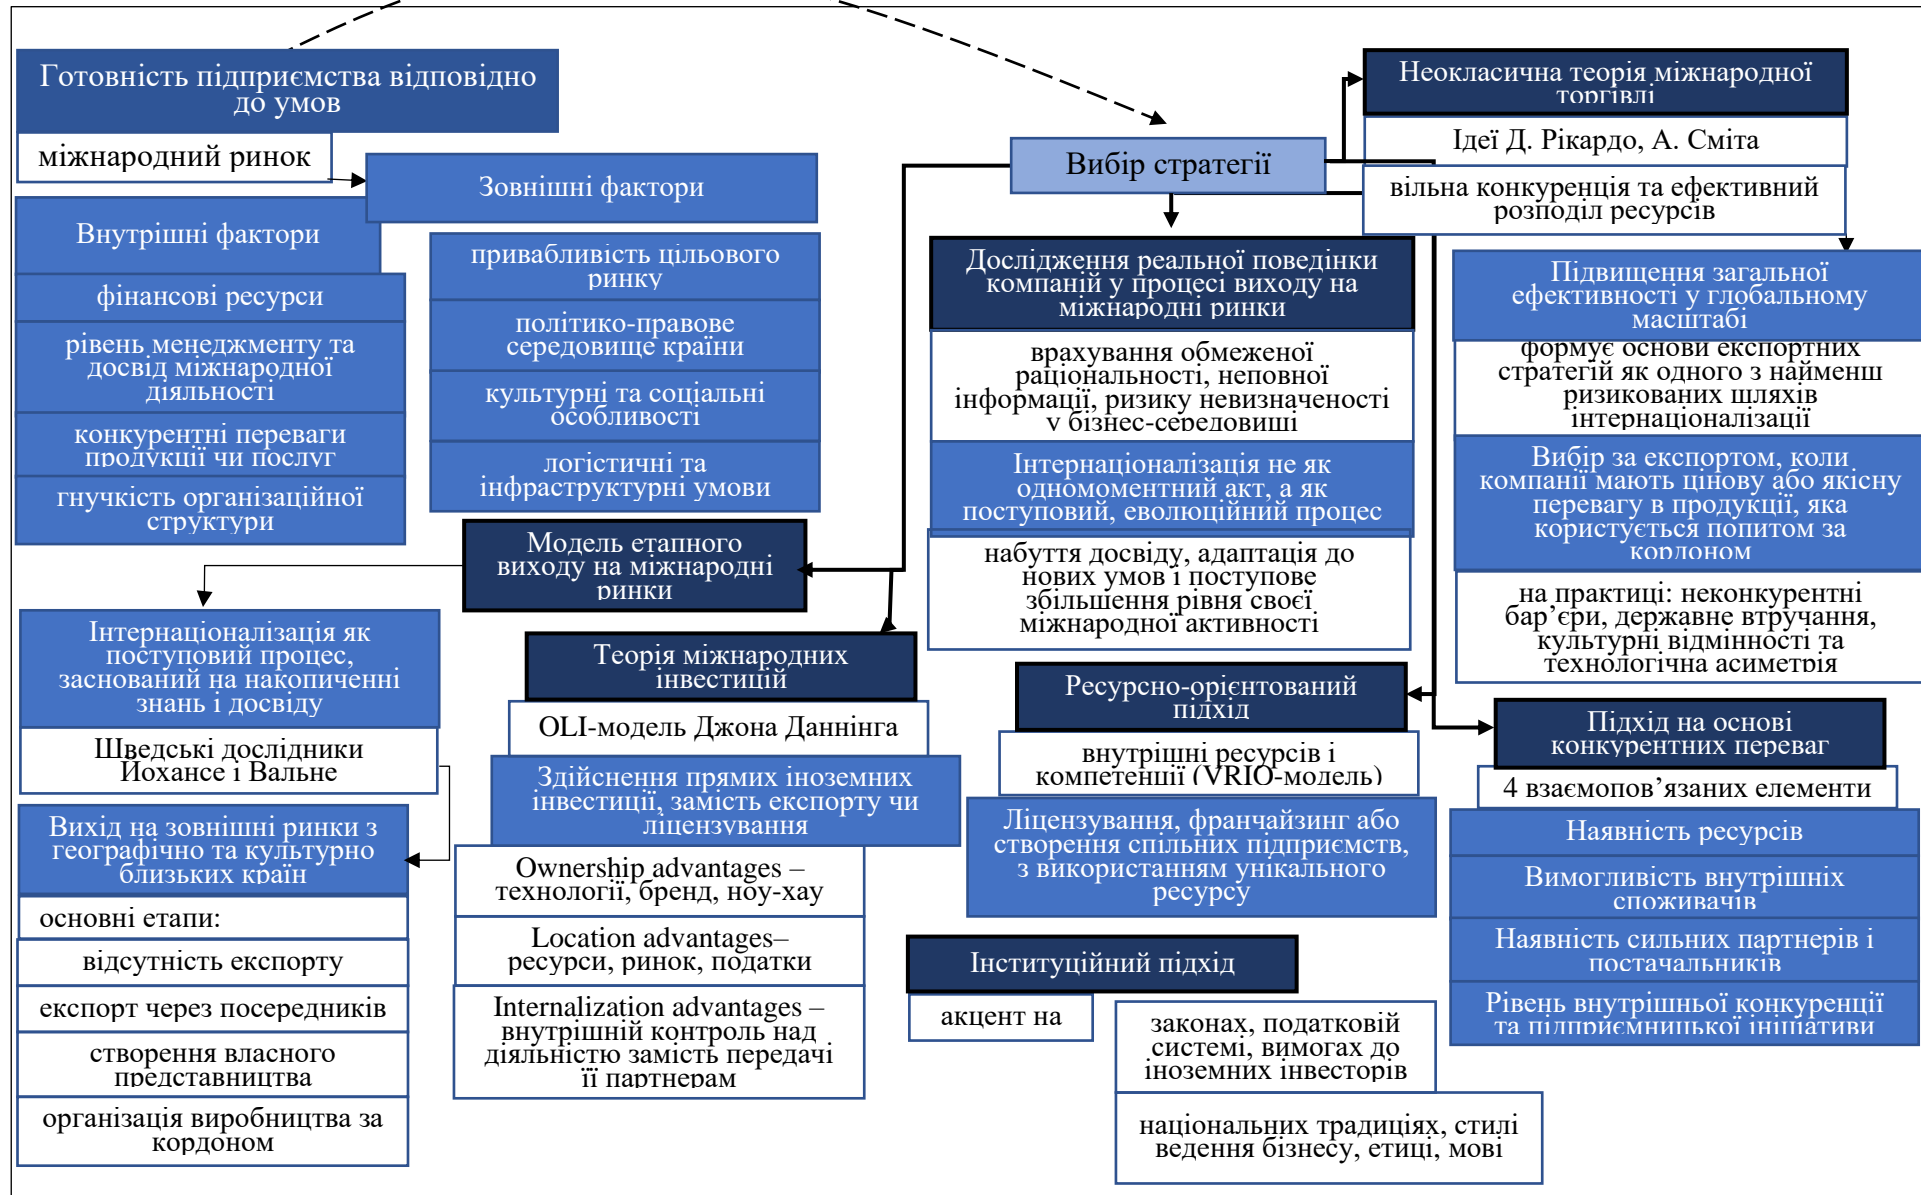 Готовність підприємства відповідно
до умов
міжнародний ринок
Зовнішні фактори
Внутрішні фактори
фінансові ресурси
рівень менеджменту та
досвід міжнародної
діяльності
конкурентні переваги
продукції чи послуг
гнучкість організаційної
структури
привабливість цільового
ринку
політико-правове
середовище країни
культурні та соціальні
особливості
логістичні та
інфраструктурні умови
Модель етапного
виходу на міжнародні
ринки
Інтернаціоналізація як
поступовий процес,
заснований на накопиченні
знань і досвіду
Шведські дослідники
Йохансе і Вальне
Вихід на зовнішні ринки з
географічно та культурно
близьких країн
основні етапи:
відсутність експорту
експорт через посередників
створення власного
представництва
організація виробництва за
кордоном
Теорія міжнародних
інвестицій
OLI-модель Джона Даннінга
Здійснення прямих іноземних
інвестиції, замість експорту чи
ліцензування
Ownership advantages –
технології, бренд, ноу-хау
Location advantages–
ресурси, ринок, податки
Internalization advantages –
внутрішній контроль над
діяльністю замість передачі
її партнерам
Вибір стратегії
Дослідження реальної поведінки
компаній у процесі виходу на
міжнародні ринки
врахування обмеженої
раціональності, неповної
інформації, ризику невизначеності
у бізнес-середовищі
Інтернаціоналізація не як
одномоментний акт, а як
поступовий, еволюційний процес
набуття досвіду, адаптація до
нових умов і поступове
збільшення рівня своєї
міжнародної активності
Ресурсно-орієнтований
підхід
внутрішні ресурсів і
компетенції (VRIO-модель)
Ліцензування, франчайзинг або
створення спільних підприємств,
з використанням унікального
ресурсу
Інституційний підхід
акцент на
законах, податковій
системі, вимогах до
іноземних інвесторів
національних традиціях, стилі
ведення бізнесу, етиці, мові
Неокласична теорія міжнародної
торгівлі
Ідеї Д. Рікардо, А. Сміта
вільна конкуренція та ефективний
розподіл ресурсів
Підвищення загальної
ефективності у глобальному
масштабі
формує основи експортних
стратегій як одного з найменш
ризикованих шляхів
інтернаціоналізації
Вибір за експортом, коли
компанії мають цінову або якісну
перевагу в продукції, яка
користується попитом за
кордоном
на практиці: неконкурентні
бар’єри, державне втручання,
культурні відмінності та
технологічна асиметрія
Підхід на основі
конкурентних переваг
4 взаємопов’язаних елементи
Наявність ресурсів
Вимогливість внутрішніх
споживачів
Наявність сильних партнерів і
постачальників
Рівень внутрішньої конкуренції
та підприємницької ініціативи